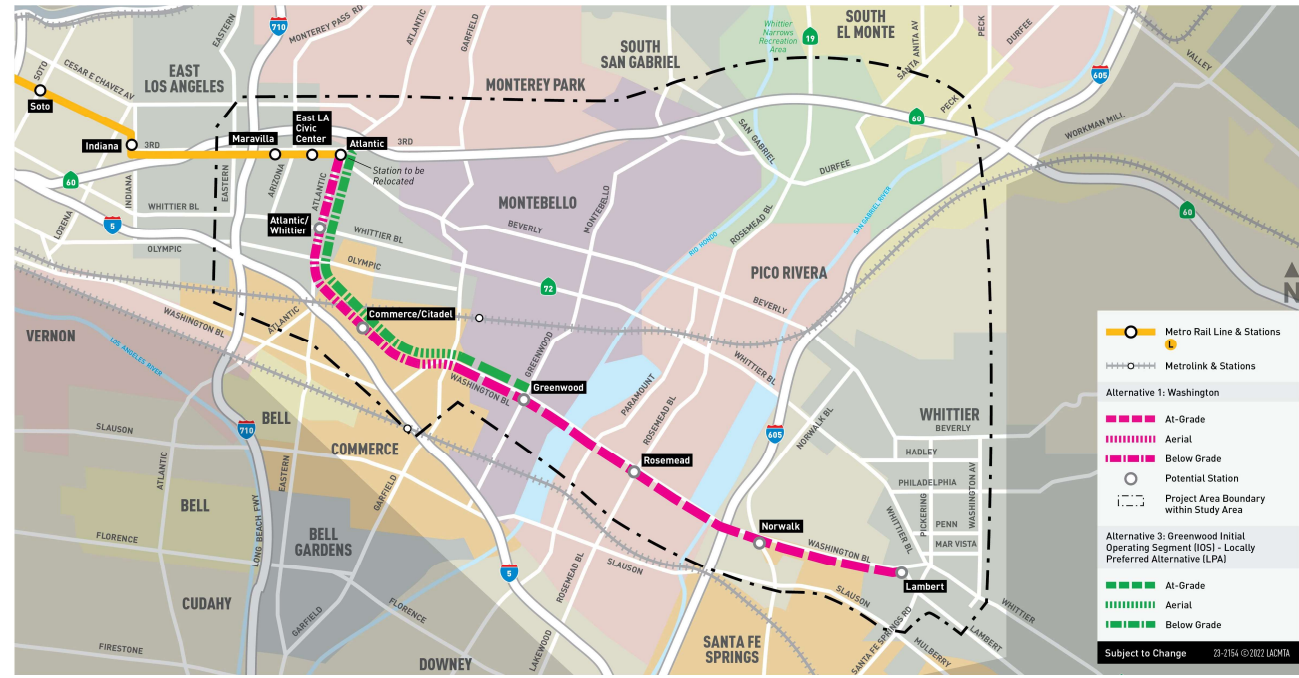 710
19
605
SOUTH
EL MONTE
SOUTH
SAN GABRIEL
EAST
LOS ANGELES
MONTEREY PARK
Whittier
Narrows
Recreation
Area
MONTEREY PASS RD
EASTERN
ATLANTIC
GARFIELD
SANTA ANITA AV
PECK
DURFEE
VALLEY
SOTO
CESAR E CHAVEZ AV
Soto
Indiana
3RD
Maravilla
East LA
Civic
Center
Atlantic
3RD
Station to be
Relocated
60
PECK
WORKMAN MILL
SAN GABRIEL
DURFEE
60
INDIANA
EASTERN
ARIZONA
ATLANTIC
LORENA
WHITTIER BL
5
OLYMPIC
Atlantic/
Whittier
WHITTIER BL
OLYMPIC
MONTEBELLO
MONTEBELLO
BEVERLY
ROSEMEAD BL
RIO HONDO
SAN GABRIEL RIVER
60
N
72
PICO RIVERA
BEVERLY
VERNON
LOS ANGELES RIVER
WASHINGTON BL
ATLANTIC
Commerce/Citadel
GREENWOOD
WHITTIER BL
WASHINGTON BL
Greenwood
PARAMOUNT
ROSEMEAD BL
BELL
710
COMMERCE
SLAUSON
ATLANTIC
EASTERN
GARFIELD
605
NORWALK BL
WHITTIER
BEVERLY
HADLEY
PHILADELPHIA
PICKERING
WASHINGTON AV
PENN
MAR VISTA
WHITTIER BL
Rosemead
Norwalk
WASHINGTON BL
Lambert
BELL
BELL
GARDENS
LONG BEACH FWY
FLORENCE
5
ROSEMEAD BL
SLAUSON
SLAUSON
CUDAHY
GARFIELD
FLORENCE
FIRESTONE
DOWNEY
LAKEWOOD
SANTA FE
SPRINGS
SANTA FE SPRINGS RD
MULBERRY
LAMBERT
WHITTIER
Metro Rail Line & Stations
L
Metrolink & Stations
Alternative 1: Washington
At-Grade
Aerial
Below Grade
Potential Station
Project Area Boundary
within Study Area
Alternative 3: Greenwood Initial
Operating Segment (IOS) - Locally
Preferred Alternative (LPA)
At-Grade
Aerial
Below Grade
Subject to Change 23-2154 ©2022 LACMTA